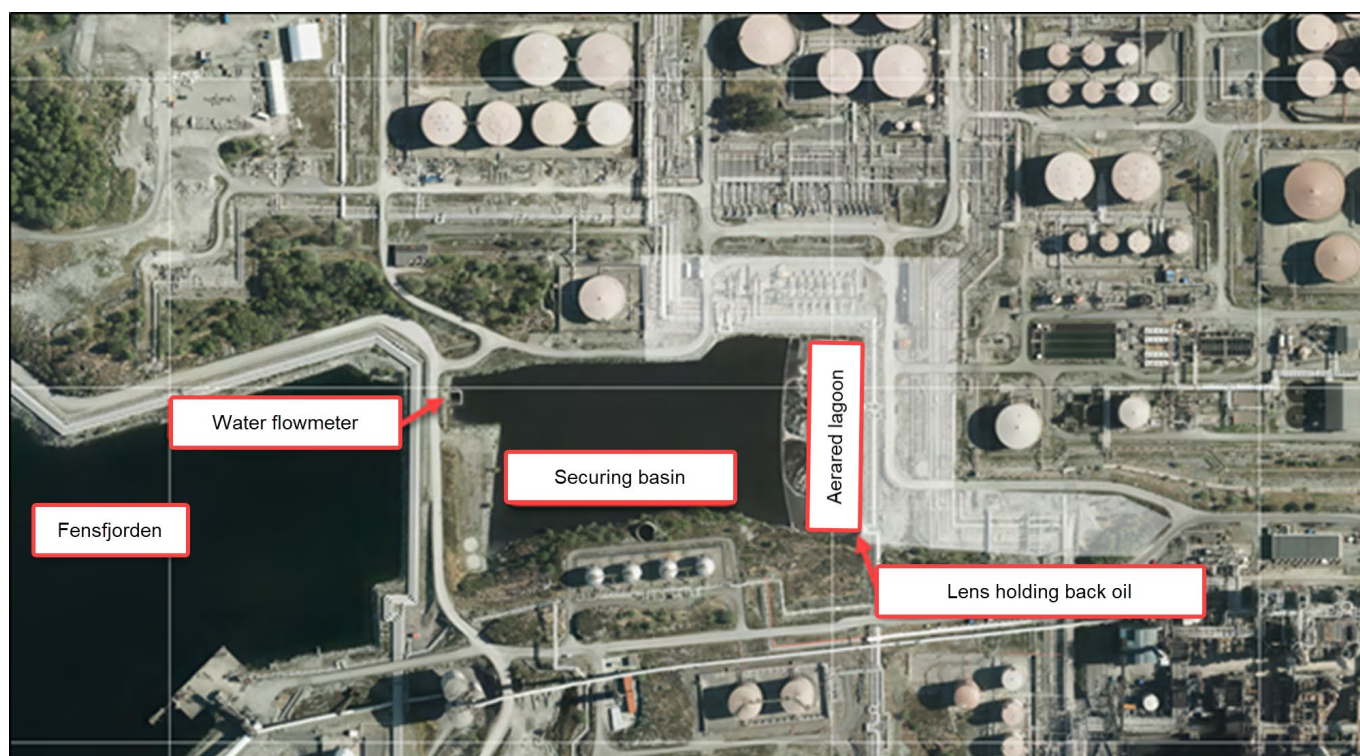 Water flowmeter
Securing basin
Aerared lagoon
Fensfjorden
Lens holding back oil